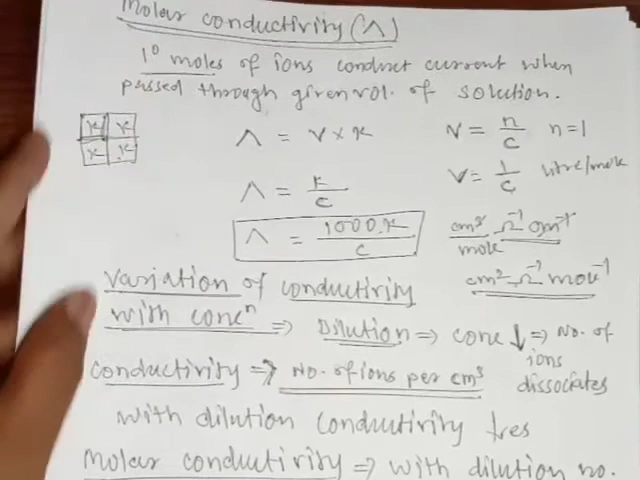 Molar conductivity (Λ)
1° moles of ions conduct current when
passed through given vol. of solution.
κ κ
κ κ
Λ = V × κ
V = n/c n=1
Λ = κ/c
V = 1/c litre/mole
Λ = 1000 κ/c
cm³/mole Ω⁻¹ cm⁻¹
cm² Ω⁻¹ mole⁻¹
Variation of conductivity
with concⁿ ⇒ Dilution ⇒ conc ↓ ⇒ No. of
ions
dissociates
conductivity ⇒ No. of ions per cm³
with dilution conductivity
Molar conductivity ⇒ with dilution no.